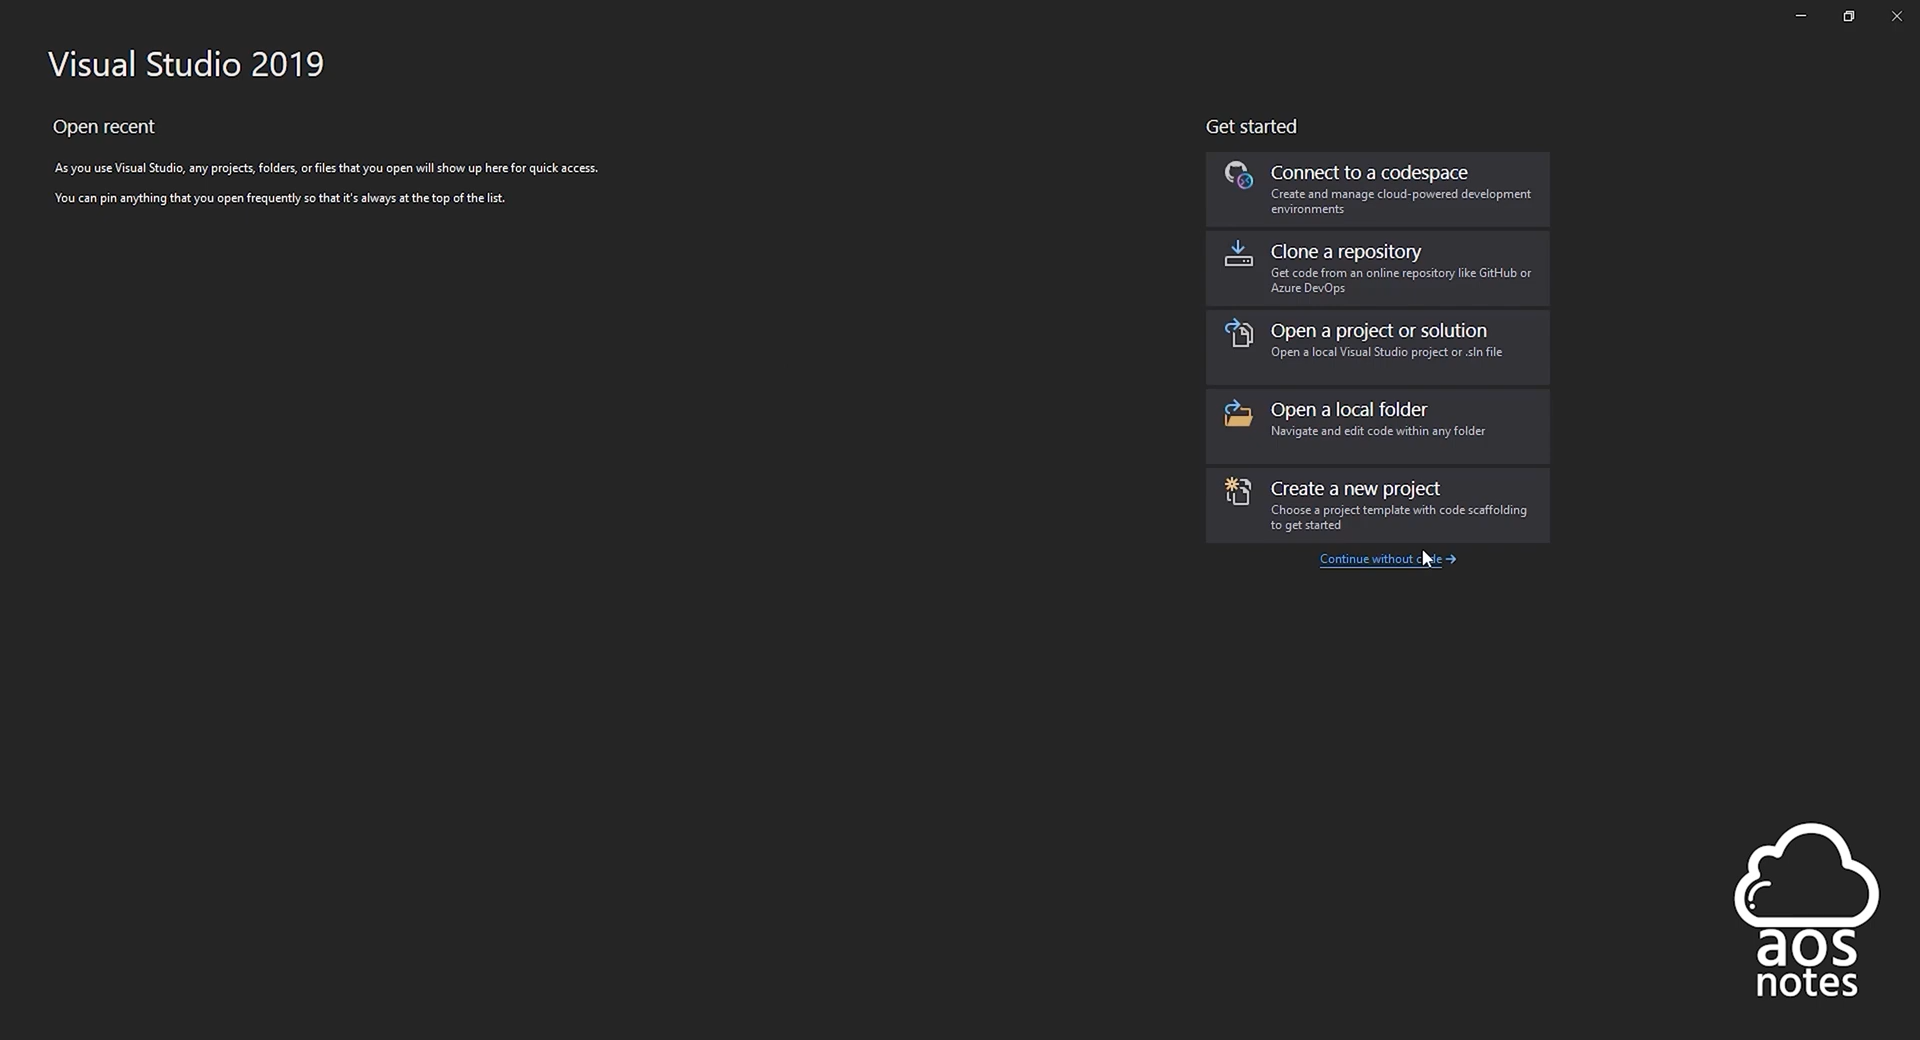 Visual Studio 2019
Open recent
As you use Visual Studio, any projects, folders, or files that you open will show up here for quick access.
You can pin anything that you open frequently so that it's always at the top of the list.
Get started
Connect to a codespace
Create and manage cloud-powered development
environments
Clone a repository
Get code from an online repository like GitHub or
Azure DevOps
Open a project or solution
Open a local Visual Studio project or .sln file
Open a local folder
Navigate and edit code within any folder
Create a new project
Choose a project template with code scaffolding
to get started
Continue without
aos
notes